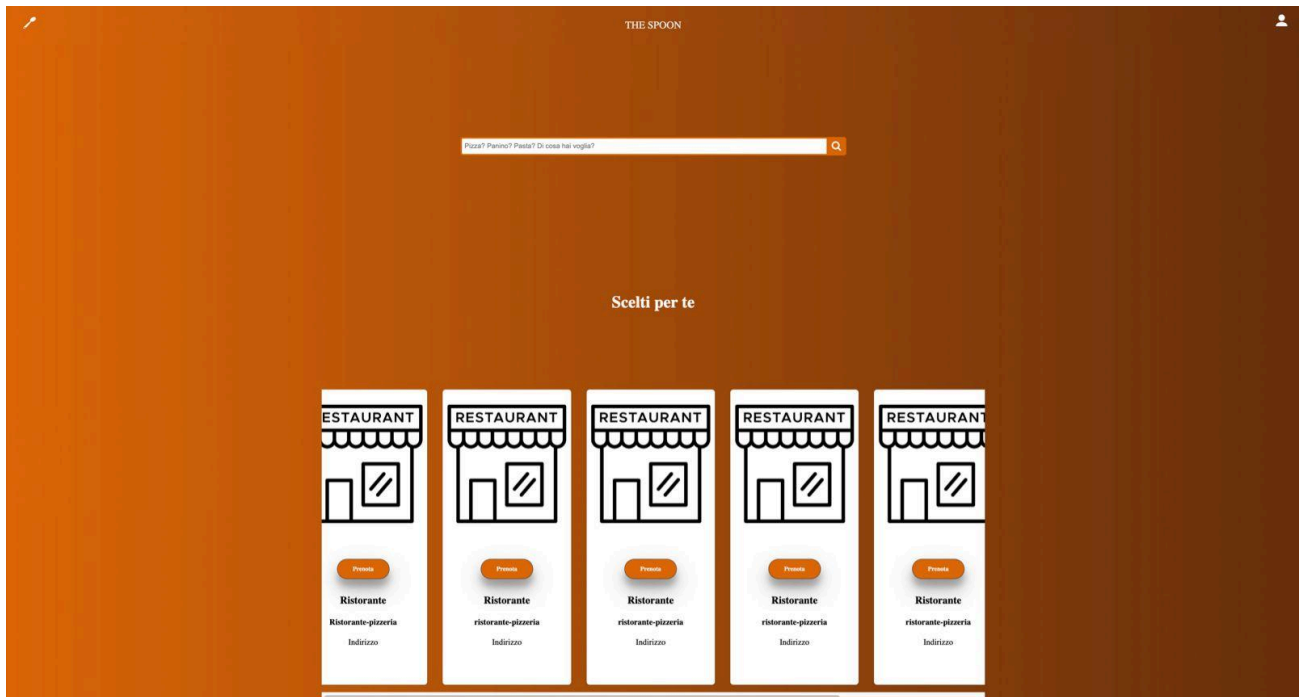 THE SPOON
Pizza? Panino? Pasta? Di cosa hai voglia?
Scelti per te
ESTAURANT RESTAURANT RESTAURANT RESTAURANT RESTAURANT
Prenota Prenota Prenota Prenota Prenota
Ristorante Ristorante Ristorante Ristorante Ristorante
Ristorante-pizzeria ristorante-pizzeria ristorante-pizzeria ristorante-pizzeria ristorante-pizzeria
Indirizzo Indirizzo Indirizzo Indirizzo Indirizzo